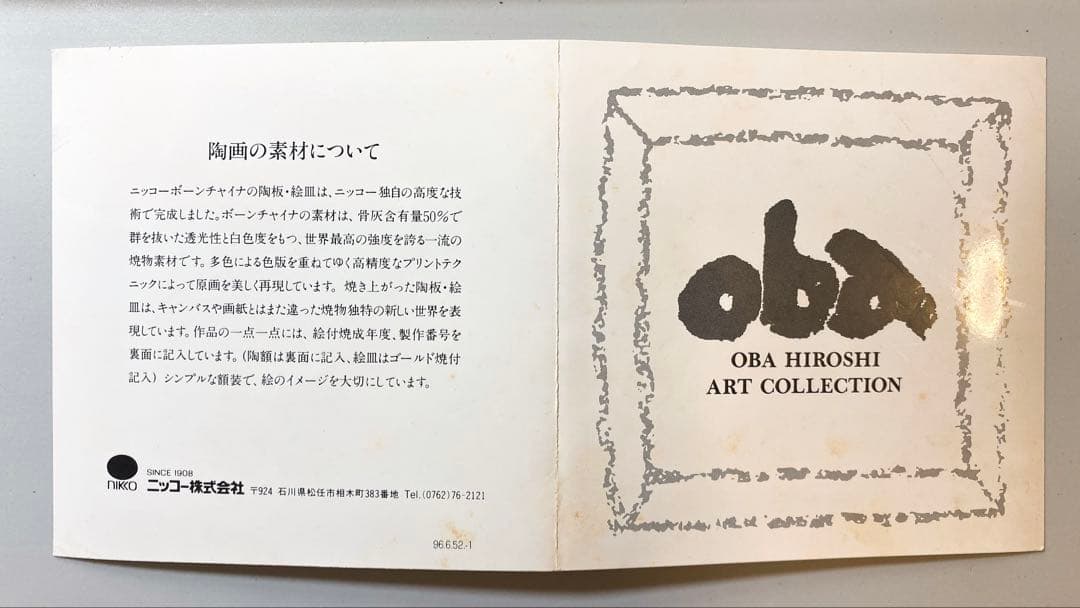 陶画の素材について
ニッコーボーンチャイナの陶板・絵皿は、ニッコー独自の高度な技
術で完成しました。ボーンチャイナの素材は、骨灰含有量50%で
群を抜いた透光性と白色度をもつ、世界最高の強度を誇る一流の
焼物素材です。多色による色版を重ねてゆく高精度なプリントテク
ニックによって原画を美しく再現しています。焼き上がった陶板・絵
皿は、キャンバスや画紙とはまた違った焼物独特の新しい世界を表
現しています。作品の一点一点には、絵付焼成年度、製作番号を
裏面に記入しています。(陶額は裏面に記入、絵皿はゴールド焼付
記入) シンプルな額装で、絵のイメージを大切にしています。
nikko
SINCE 1908
ニッコー株式会社 〒924 石川県松任市相木町383番地 Tel.(0762)76-2121
96.6.52.-1
oba
OBA HIROSHI
ART COLLECTION